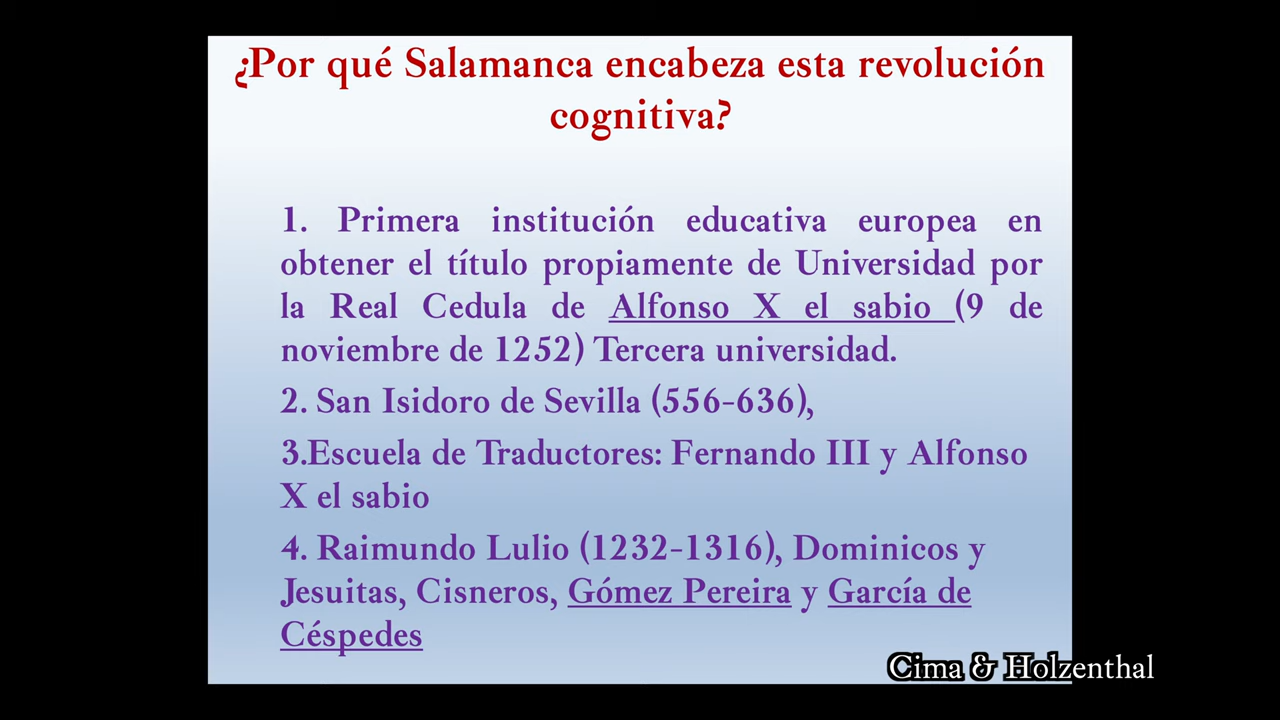 ¿Por qué Salamanca encabeza esta revolución
cognitiva?
1. Primera institución educativa europea en
obtener el título propiamente de Universidad por
la Real Cedula de Alfonso X el sabio (9 de
noviembre de 1252) Tercera universidad.
2. San Isidoro de Sevilla (556-636),
3.Escuela de Traductores: Fernando III y Alfonso
X el sabio
4. Raimundo Lulio (1232-1316), Dominicos y
Jesuitas, Cisneros, Gómez Pereira y García de
Céspedes
Cima & Holzenthal